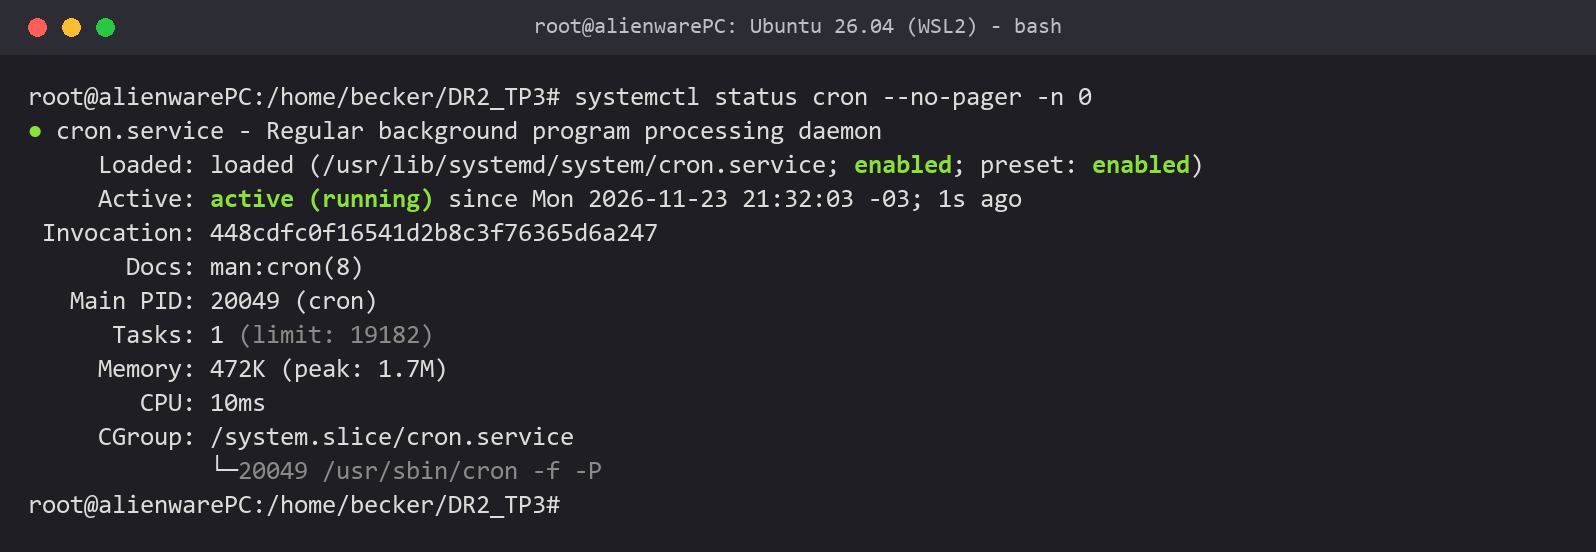 root@alienwarePC: Ubuntu 26.04 (WSL2) - bash
root@alienwarePC:/home/becker/DR2_TP3# systemctl status cron --no-pager -n 0
● cron.service - Regular background program processing daemon
     Loaded: loaded (/usr/lib/systemd/system/cron.service; enabled; preset: enabled)
     Active: active (running) since Mon 2026-11-23 21:32:03 -03; 1s ago
 Invocation: 448cdfc0f16541d2b8c3f76365d6a247
       Docs: man:cron(8)
   Main PID: 20049 (cron)
      Tasks: 1 (limit: 19182)
     Memory: 472K (peak: 1.7M)
        CPU: 10ms
     CGroup: /system.slice/cron.service
             └─20049 /usr/sbin/cron -f -P
root@alienwarePC:/home/becker/DR2_TP3#